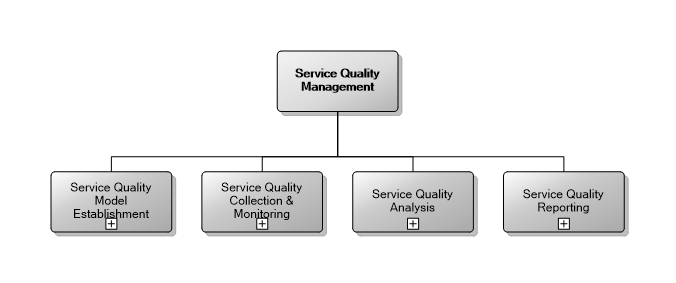 Service Quality
Management
Service Quality
Model
Establishment
Service Quality
Collection &
Monitoring
Service Quality
Analysis
Service Quality
Reporting